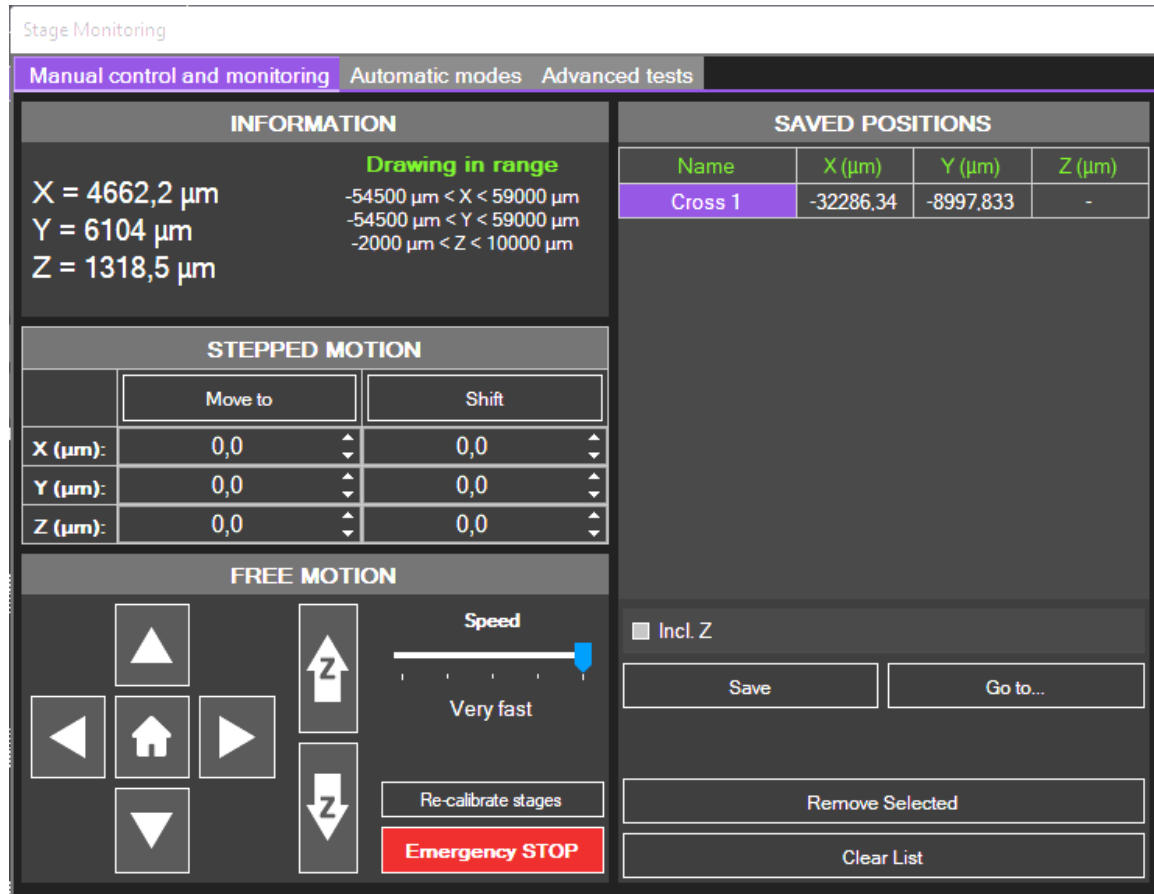 Stage Monitoring
Manual control and monitoring Automatic modes Advanced tests
INFORMATION
X = 4662,2 µm
Y = 6104 µm
Z = 1318,5 µm
Drawing in range
-54500 µm < X < 59000 µm
-54500 µm < Y < 59000 µm
-2000 µm < Z < 10000 µm
STEPPED MOTION
Move to Shift
X (µm): 0,0 0,0
Y (µm): 0,0 0,0
Z (µm): 0,0 0,0
FREE MOTION
Z
Z
Speed
Very fast
Re-calibrate stages
Emergency STOP
SAVED POSITIONS
Name X (µm) Y (µm) Z (µm)
Cross 1 -32286,34 -8997,833 -
Incl. Z
Save Go to...
Remove Selected
Clear List